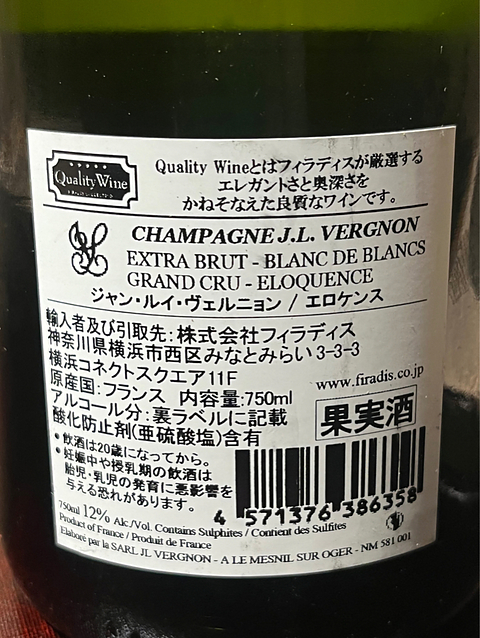 Quality Wine
Quality Wineとはフィラディスが厳選する
エレガントさと奥深さを
かねそなえた良質なワインです。
CHAMPAGNE J.L. VERGNON
EXTRA BRUT - BLANC DE BLANCS
GRAND CRU - ELOQUENCE
ジャン・ルイ・ヴェルニョン / エロケンス
輸入者及び引取先：株式会社フィラディス
神奈川県横浜市西区みなとみらい3-3-3
横浜コネクトスクエア11F
www.firadis.co.jp
原産国：フランス 内容量：750ml
アルコール分：裏ラベルに記載
酸化防止剤(亜硫酸塩)含有
果実酒
• 飲酒は20歳になってから。
• 妊娠中や授乳期の飲酒は
胎児・乳児の発育に悪影響を
与える恐れがあります。
4 571376 386358
750ml 12% Alc./Vol. Contains Sulphites / Contient des Sulfites
Product of France / Produit de France
Elaboré par la SARL JL VERGNON - A LE MESNIL SUR OGER - NM 581 001